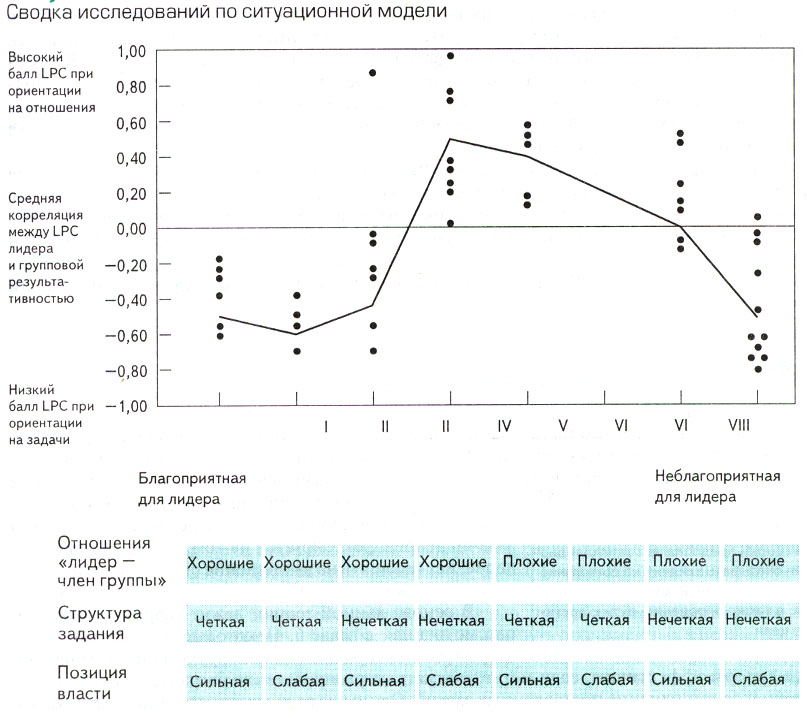 Сводка исследований по ситуационной модели
Высокий
балл LPC при
ориентации
на отношения
Средняя
корреляция
между LPC
лидера
и групповой
результа-
тивностью
Низкий
балл LPC при
ориентации
на задачи
1,00
0,80
0,60
0,40
0,20
0,00
—0,20
—0,40
—0,60
—0,80
—1,00
I II II IV V VI VI VIII
Благоприятная
для лидера
Неблагоприятная
для лидера
Отношения
«лидер —
член группы»
Хорошие Хорошие Хорошие Хорошие Плохие Плохие Плохие Плохие
Структура
задания
Четкая Четкая Нечеткая Нечеткая Четкая Четкая Нечеткая Нечеткая
Позиция
власти
Сильная Слабая Сильная Слабая Сильная Слабая Сильная Слабая